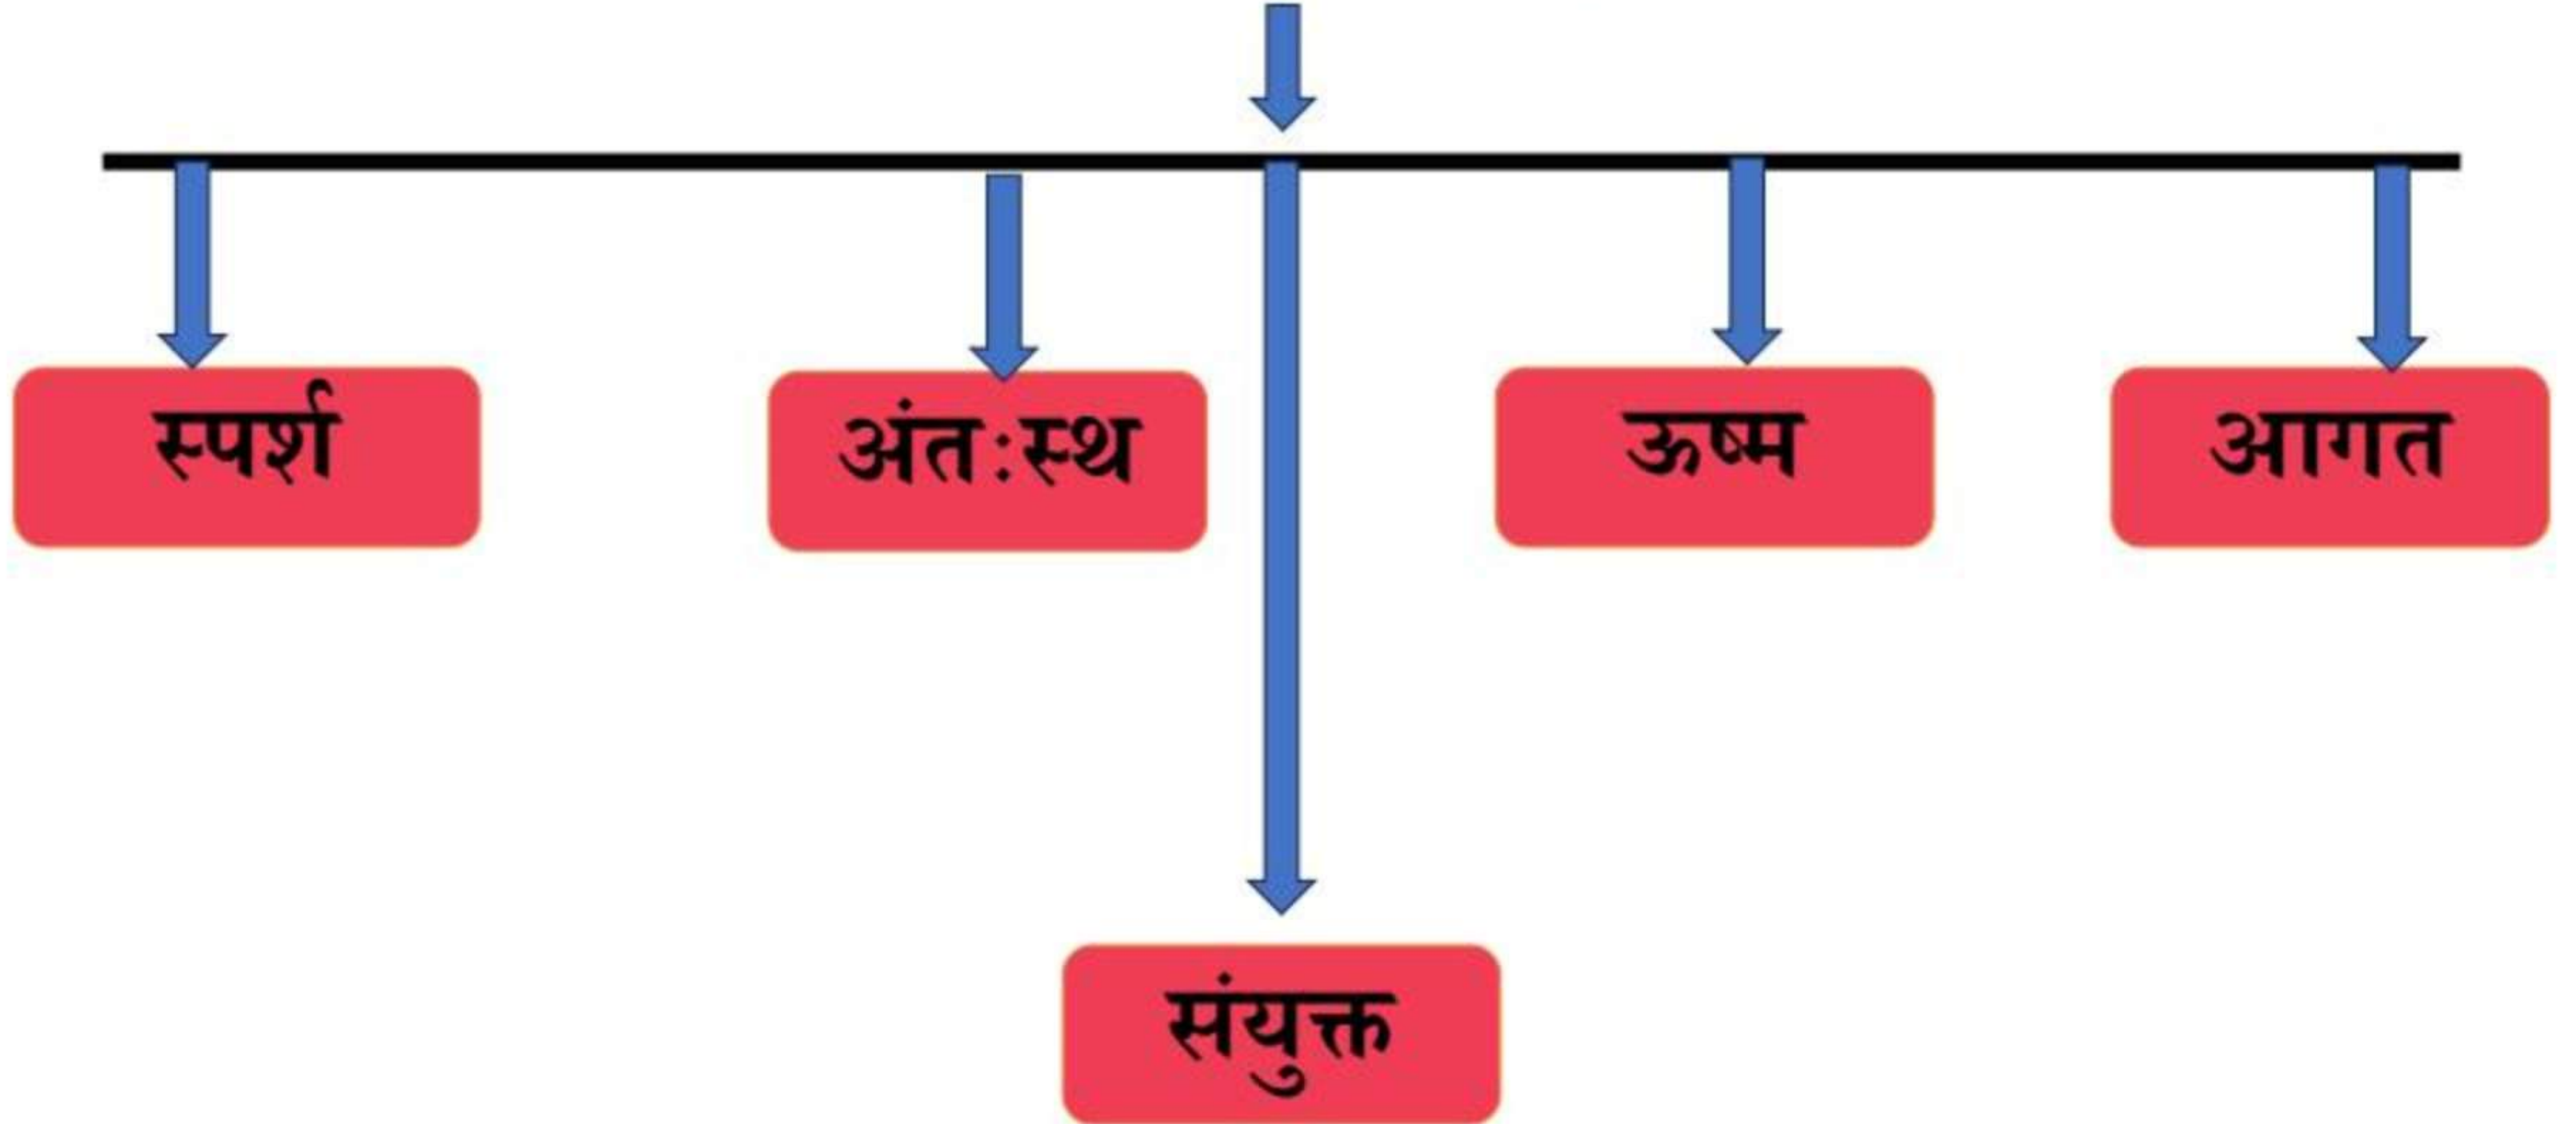 स्पर्श
अंत:स्थ
ऊष्म
आगत
संयुक्त